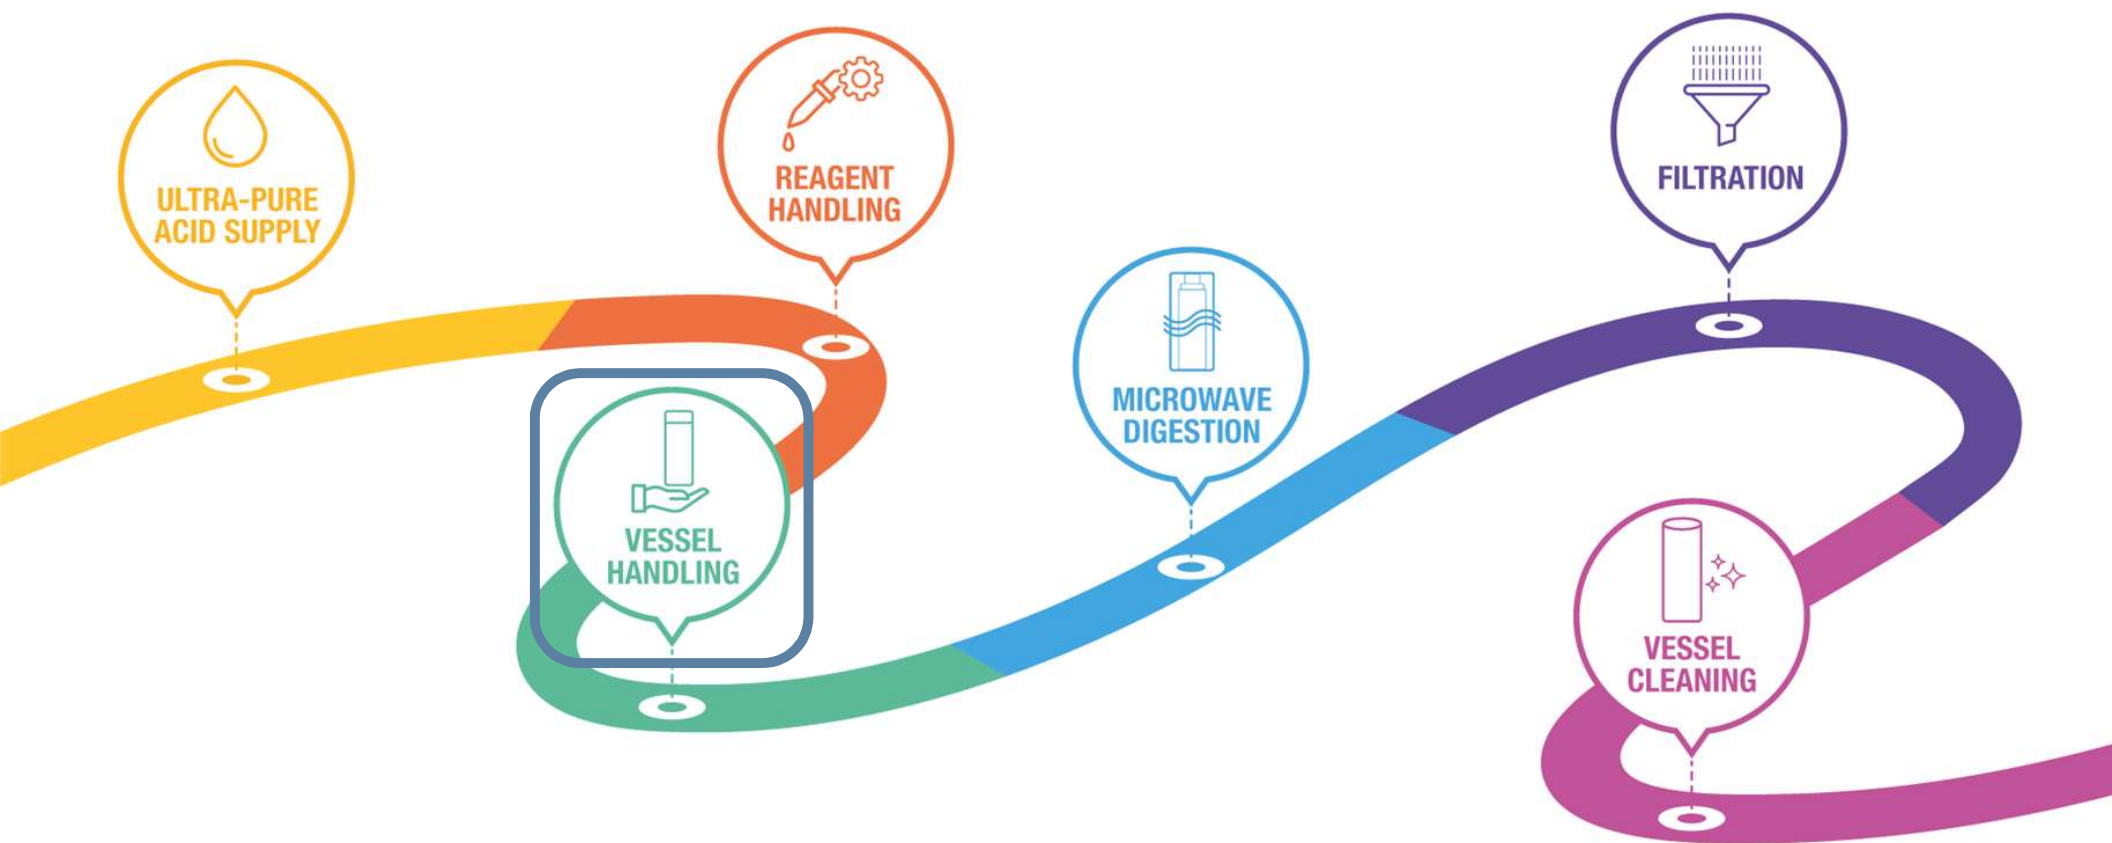 ULTRA-PURE
ACID SUPPLY
REAGENT
HANDLING
VESSEL
HANDLING
MICROWAVE
DIGESTION
FILTRATION
VESSEL
CLEANING